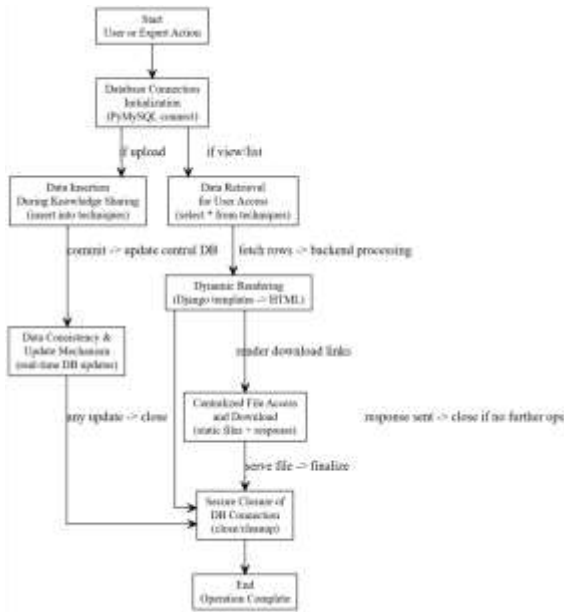 Start
User or Expert Action
Database Connection
Initialization
(PyMySQL connect)
if upload
if view/list
Data Insertion
During Knowledge Sharing
(insert into techniques)
Data Retrieval
for User Access
(select * from techniques)
commit -> update central DB
fetch rows -> backend processing
Dynamic Rendering
(Django templates -> HTML)
Data Consistency &
Update Mechanism
(real-time DB updates)
render download links
Centralized File Access
and Download
(static files + response)
any update -> close
response sent -> close if no further ope
serve file -> finalize
Secure Closure of
DB Connection
(close/cleanup)
End
Operation Complete